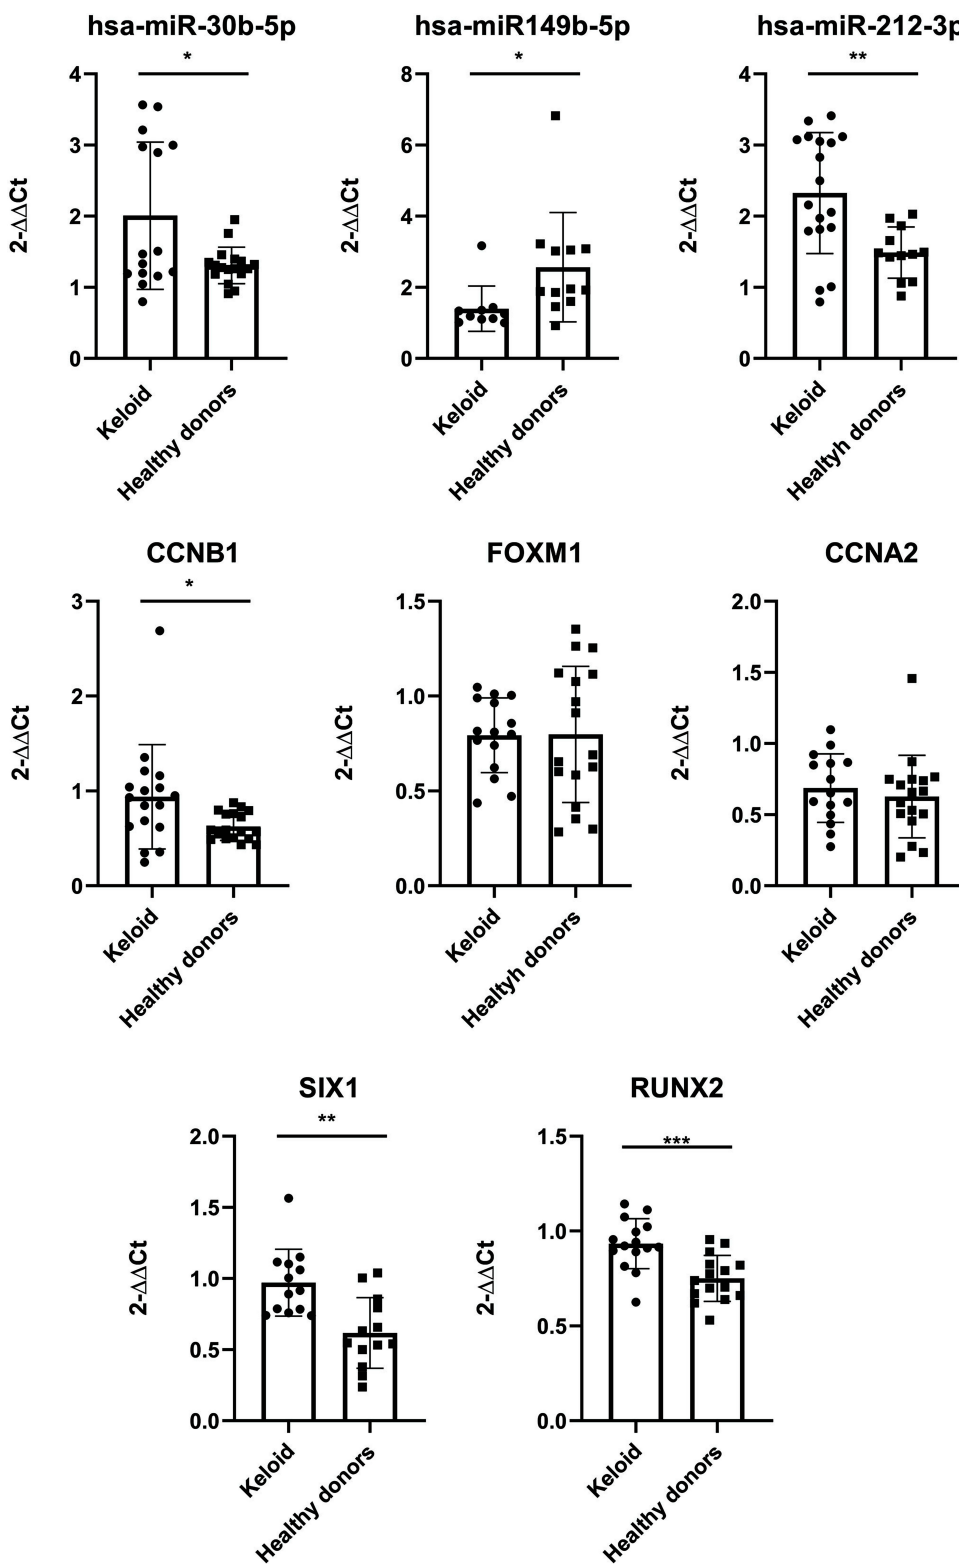 hsa-miR-30b-5p
*
4
3
2
1
0
2-ΔΔCt
Keloid
Healthy donors
hsa-miR149b-5p
*
8
6
4
2
0
2-ΔΔCt
Keloid
Healthy donors
hsa-miR-212-3p
**
4
3
2
1
0
2-ΔΔCt
Keloid
Healtyh donors
CCNB1
*
3
2
1
0
2-ΔΔCt
Keloid
Healthy donors
FOXM1
1.5
1.0
0.5
0.0
2-ΔΔCt
Keloid
Healtyh donors
CCNA2
2.0
1.5
1.0
0.5
0.0
2-ΔΔCt
Keloid
Healthy donors
SIX1
**
2.0
1.5
1.0
0.5
0.0
2-ΔΔCt
Keloid
Healthy donors
RUNX2
***
1.5
1.0
0.5
0.0
2-ΔΔCt
Keloid
Healthy donors